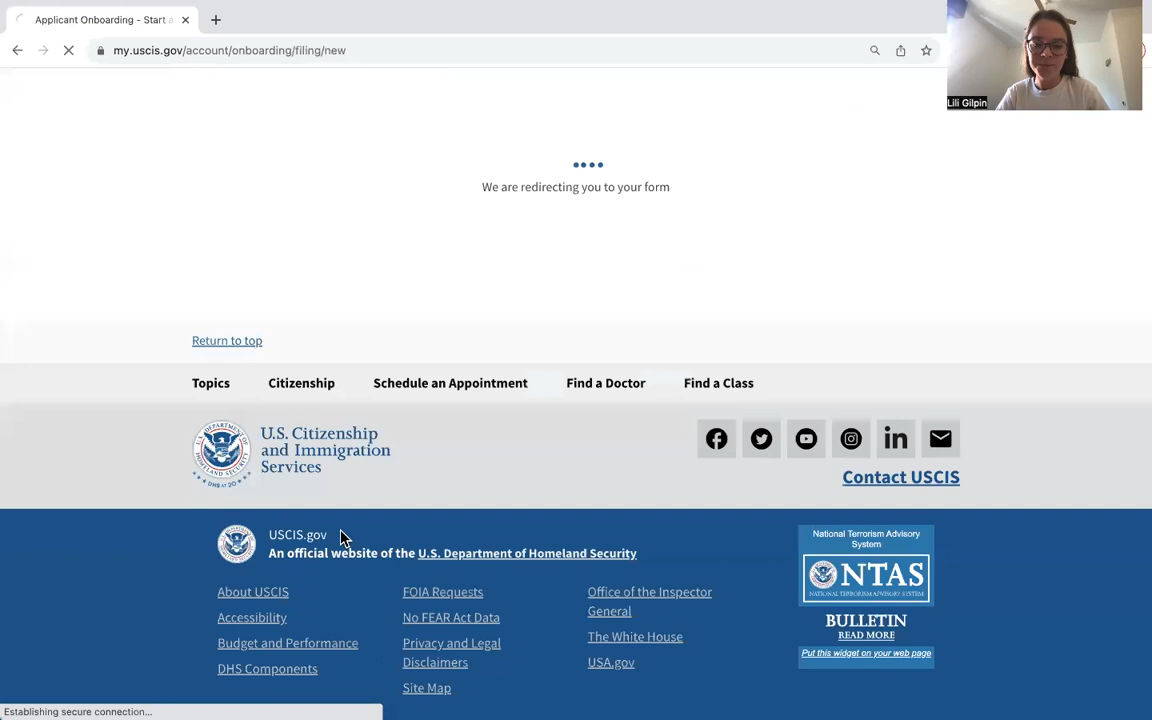 Applicant Onboarding - Start a
my.uscis.gov/account/onboarding/filing/new
Lili Gilpin
We are redirecting you to your form
Return to top
Topics
Citizenship
Schedule an Appointment
Find a Doctor
Find a Class
U.S. Citizenship
and Immigration
Services
Contact USCIS
USCIS.gov
An official website of the U.S. Department of Homeland Security
About USCIS
Accessibility
Budget and Performance
DHS Components
FOIA Requests
No FEAR Act Data
Privacy and Legal
Disclaimers
Site Map
Office of the Inspector
General
The White House
USA.gov
National Terrorism Advisory
System
NTAS
NATIONAL TERRORISM ADVISORY SYSTEM
BULLETIN
READ MORE
Put this widget on your web page
Establishing secure connection...